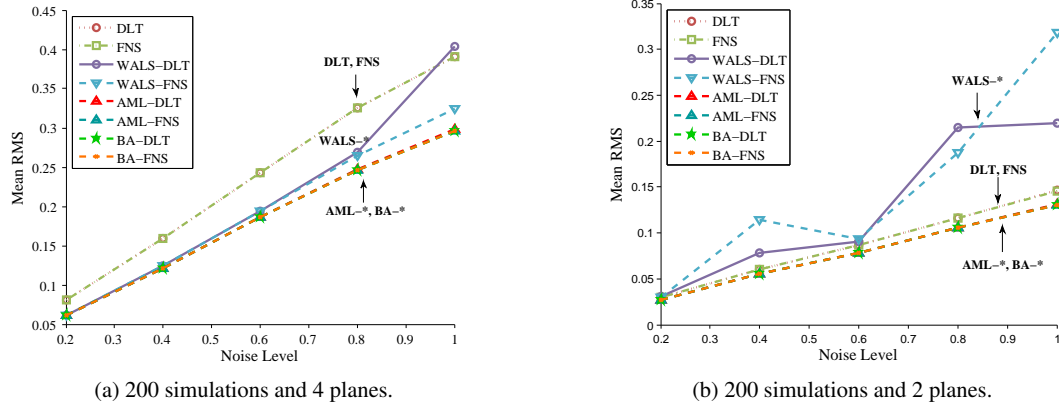 0.45
0.4
0.35
0.3
0.25
0.2
0.15
0.1
0.05
Mean RMS
0.2 0.3 0.4 0.5 0.6 0.7 0.8 0.9 1
Noise Level
DLT
FNS
WALS−DLT
WALS−FNS
AML−DLT
AML−FNS
BA−DLT
BA−FNS
DLT, FNS
WALS−*
AML−*, BA−*
(a) 200 simulations and 4 planes.
0.35
0.3
0.25
0.2
0.15
0.1
0.05
0
Mean RMS
0.2 0.3 0.4 0.5 0.6 0.7 0.8 0.9 1
Noise Level
DLT
FNS
WALS−DLT
WALS−FNS
AML−DLT
AML−FNS
BA−DLT
BA−FNS
WALS−*
DLT, FNS
AML−*, BA−*
(b) 200 simulations and 2 planes.